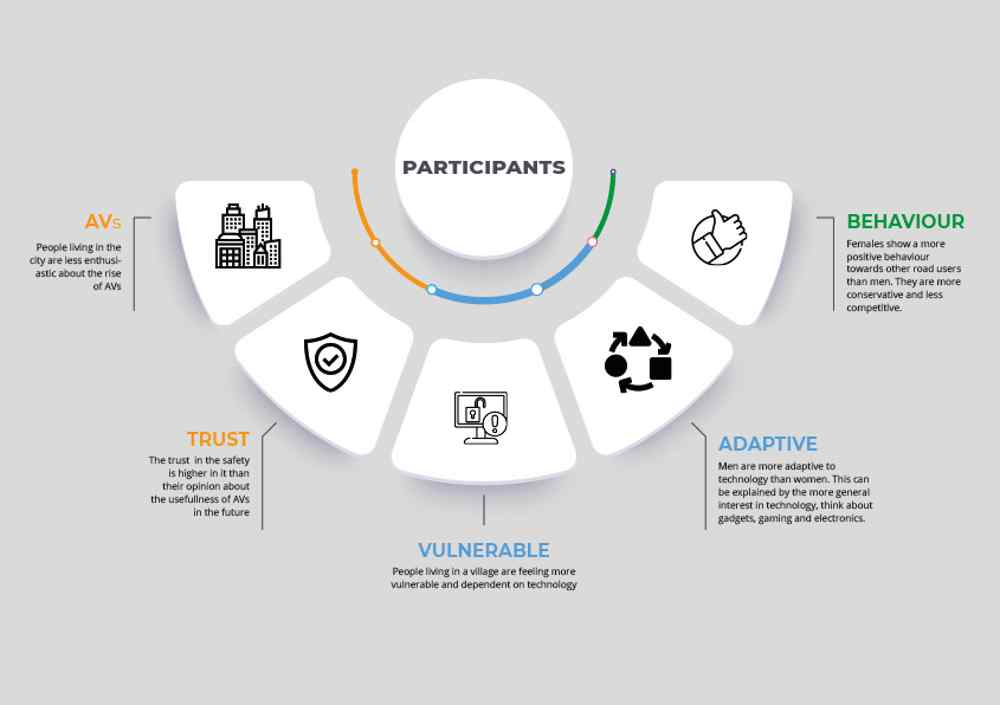 PARTICIPANTS
AVs
People living in the
city are less enthusi-
astic about the rise
of AVs
TRUST
The trust in the safety
is higher in it than
their opinion about
the usefullness of AVs
in the future
VULNERABLE
People living in a village are feeling more
vulnerable and dependent on technology
ADAPTIVE
Men are more adaptive to
technology than women. This can
be explained by the more general
interest in technology, think about
gadgets, gaming and electronics.
BEHAVIOUR
Females show a more
positive behaviour
towards other road users
than men. They are more
conservative and less
competitive.